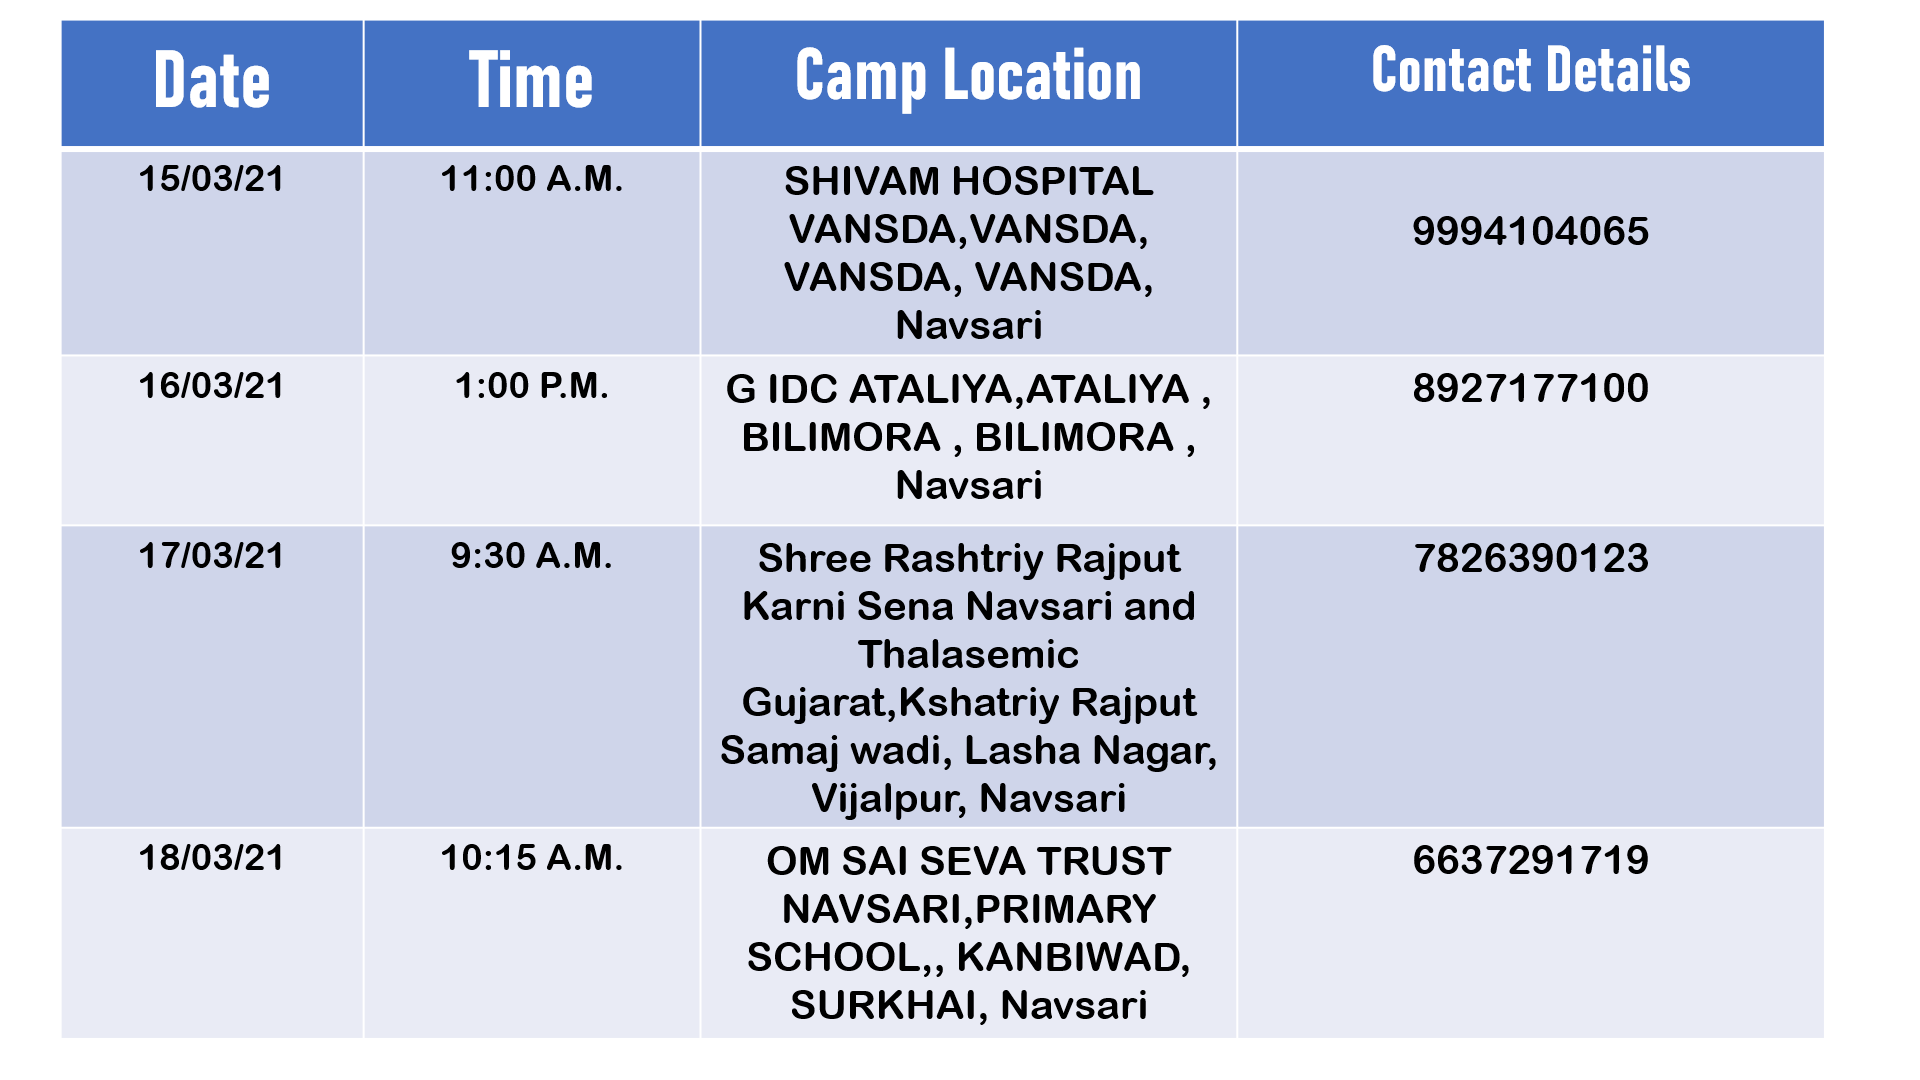 Date Time Camp Location Contact Details
15/03/21 11:00 A.M. SHIVAM HOSPITAL
VANSDA,VANSDA,
VANSDA, VANSDA,
Navsari
9994104065
16/03/21 1:00 P.M. G IDC ATALIYA,ATALIYA ,
BILIMORA , BILIMORA ,
Navsari
8927177100
17/03/21 9:30 A.M. Shree Rashtriy Rajput
Karni Sena Navsari and
Thalasemic
Gujarat,Kshatriy Rajput
Samaj wadi, Lasha Nagar,
Vijalpur, Navsari
7826390123
18/03/21 10:15 A.M. OM SAI SEVA TRUST
NAVSARI,PRIMARY
SCHOOL,, KANBIWAD,
SURKHAI, Navsari
6637291719